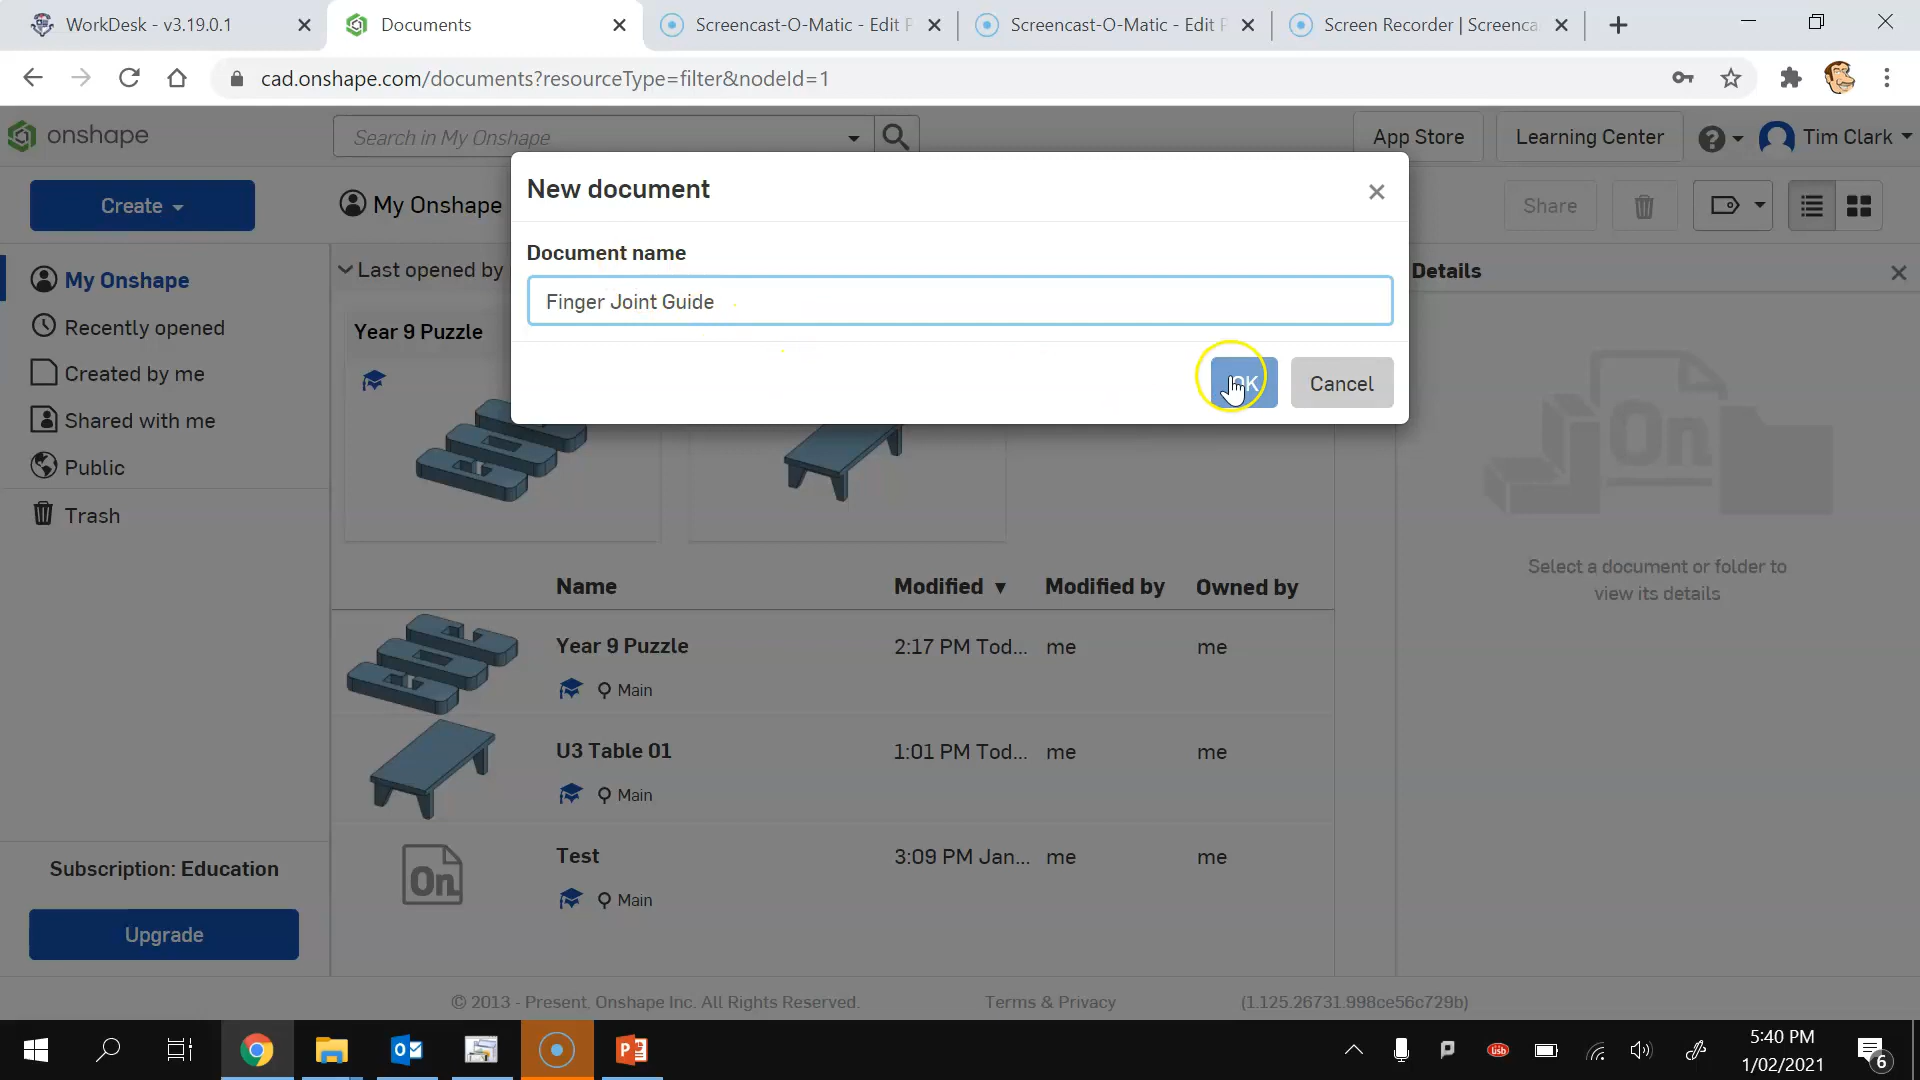 WorkDesk - v3.19.0.1
Documents
Screencast-O-Matic - Edit P
Screencast-O-Matic - Edit P
Screen Recorder | Screenca
cad.onshape.com/documents?resourceType=filter&nodeId=1
onshape
Search in My Onshape
App Store
Learning Center
Tim Clark
Create
My Onshape
New document
Share
Document name
Finger Joint Guide
OK
Cancel
My Onshape
Recently opened
Created by me
Shared with me
Public
Trash
Last opened by
Year 9 Puzzle
Details
On
Select a document or folder to
view its details
Name
Modified
Modified by
Owned by
Year 9 Puzzle
2:17 PM Tod...
me
me
Main
U3 Table 01
1:01 PM Tod...
me
me
Main
On
Test
3:09 PM Jan...
me
me
Main
Subscription: Education
Upgrade
© 2013 - Present, Onshape Inc. All Rights Reserved.
Terms & Privacy
(1.125.26731.998ce56c729b)
5:40 PM
1/02/2021
6